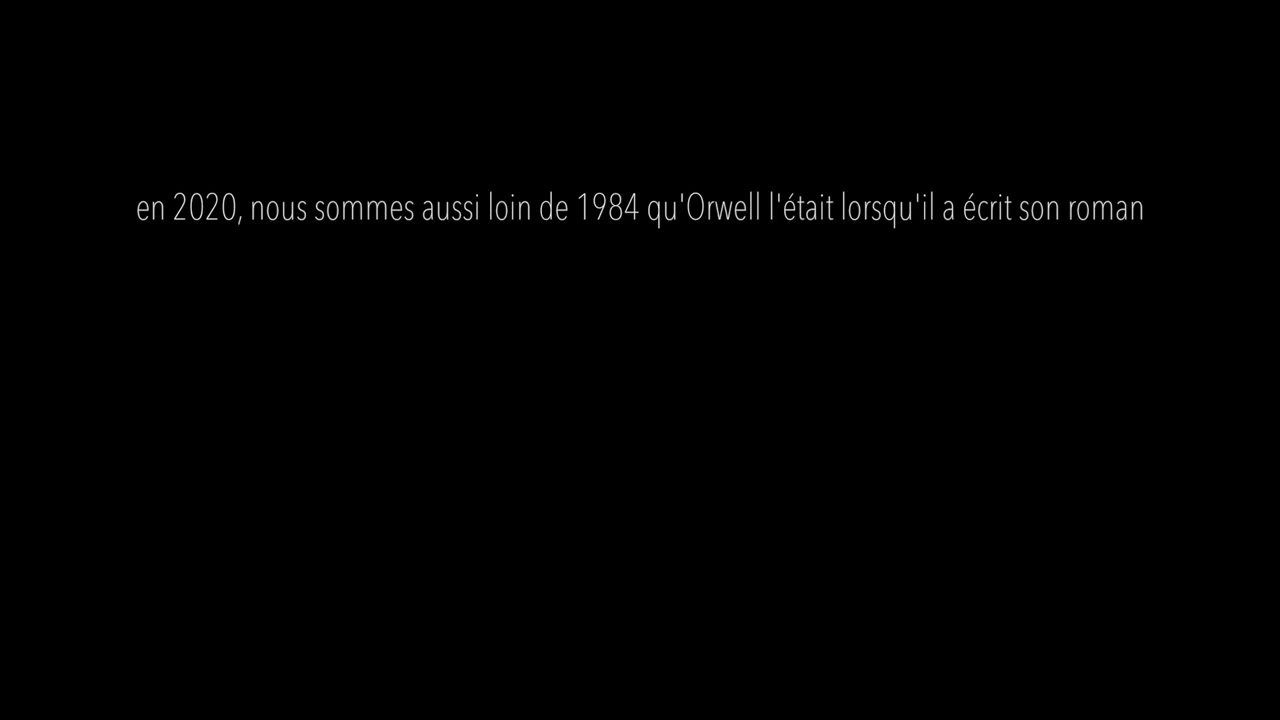 en 2020, nous sommes aussi loin de 1984 qu'Orwell l'était lorsqu'il a écrit son roman